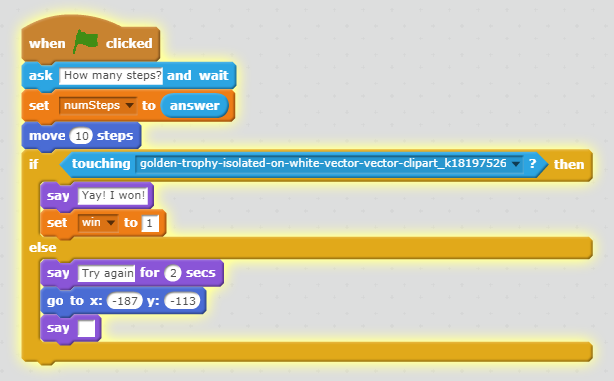 when clicked
ask How many steps? and wait
set numSteps to answer
move 10 steps
if touching golden-trophy-isolated-on-white-vector-vector-clipart_k18197526 ? then
say Yay! I won!
set win to 1
else
say Try again for 2 secs
go to x: -187 y: -113
say